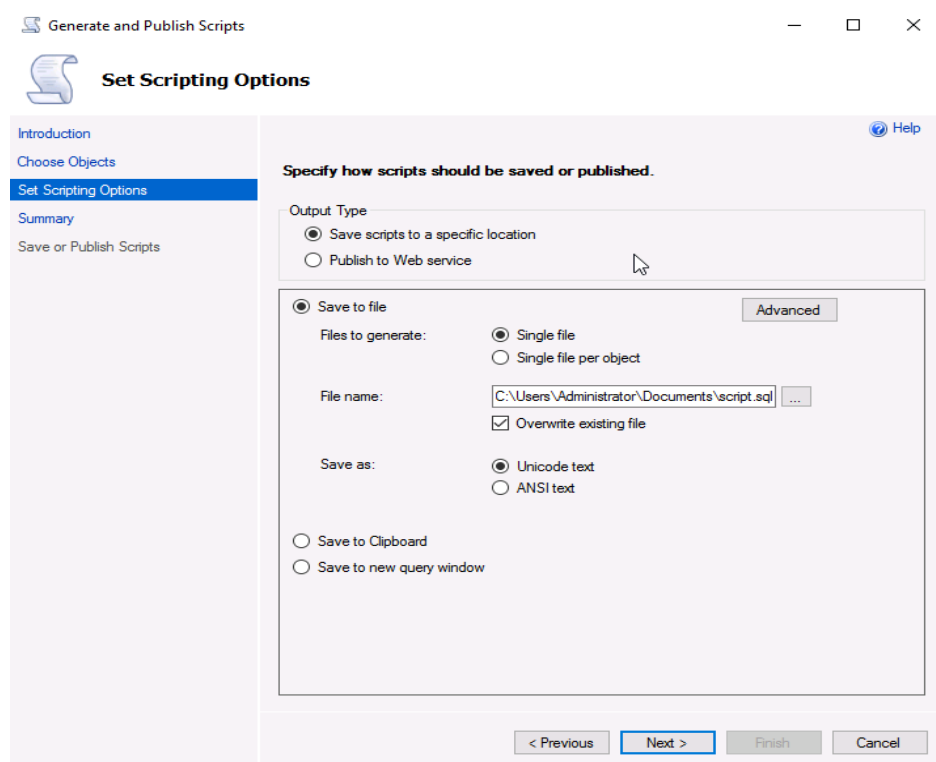 Generate and Publish Scripts
Set Scripting Options
Introduction
Choose Objects
Set Scripting Options
Summary
Save or Publish Scripts
Help
Specify how scripts should be saved or published.
Output Type
Save scripts to a specific location
Publish to Web service
Save to file
Advanced
Files to generate:
Single file
Single file per object
File name:
C:\Users\Administrator\Documents\script.sql
...
Overwrite existing file
Save as:
Unicode text
ANSI text
Save to Clipboard
Save to new query window
< Previous
Next >
Finish
Cancel